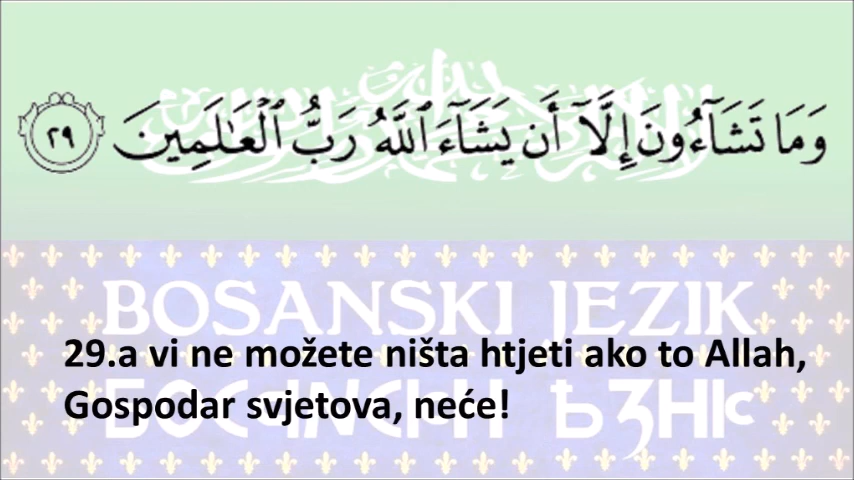 وَمَا تَشَآءُونَ إِلَّآ أَن يَشَآءَ ٱللَّهُ رَبُّ ٱلْعَـٰلَمِينَ ٢٩
BOSANSKI JEZIK
29.a vi ne možete ništa htjeti ako to Allah,
Gospodar svjetova, neće!